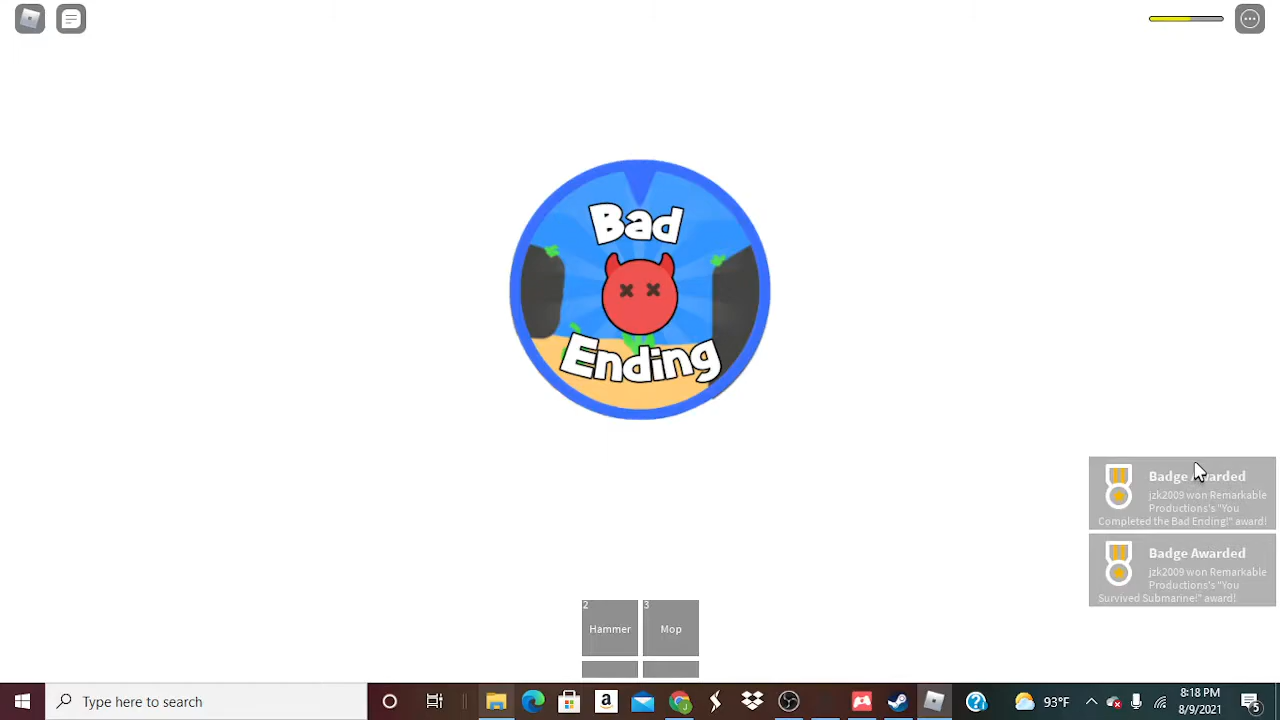 Bad
Ending
Badge Awarded
jzk2009 won Remarkable
Productions's "You
Completed the Bad Ending!" award!
Badge Awarded
jzk2009 won Remarkable
Productions's "You
Survived Submarine!" award!
2 3
Hammer Mop
Type here to search
93°F
8:18 PM
8/9/2021
5